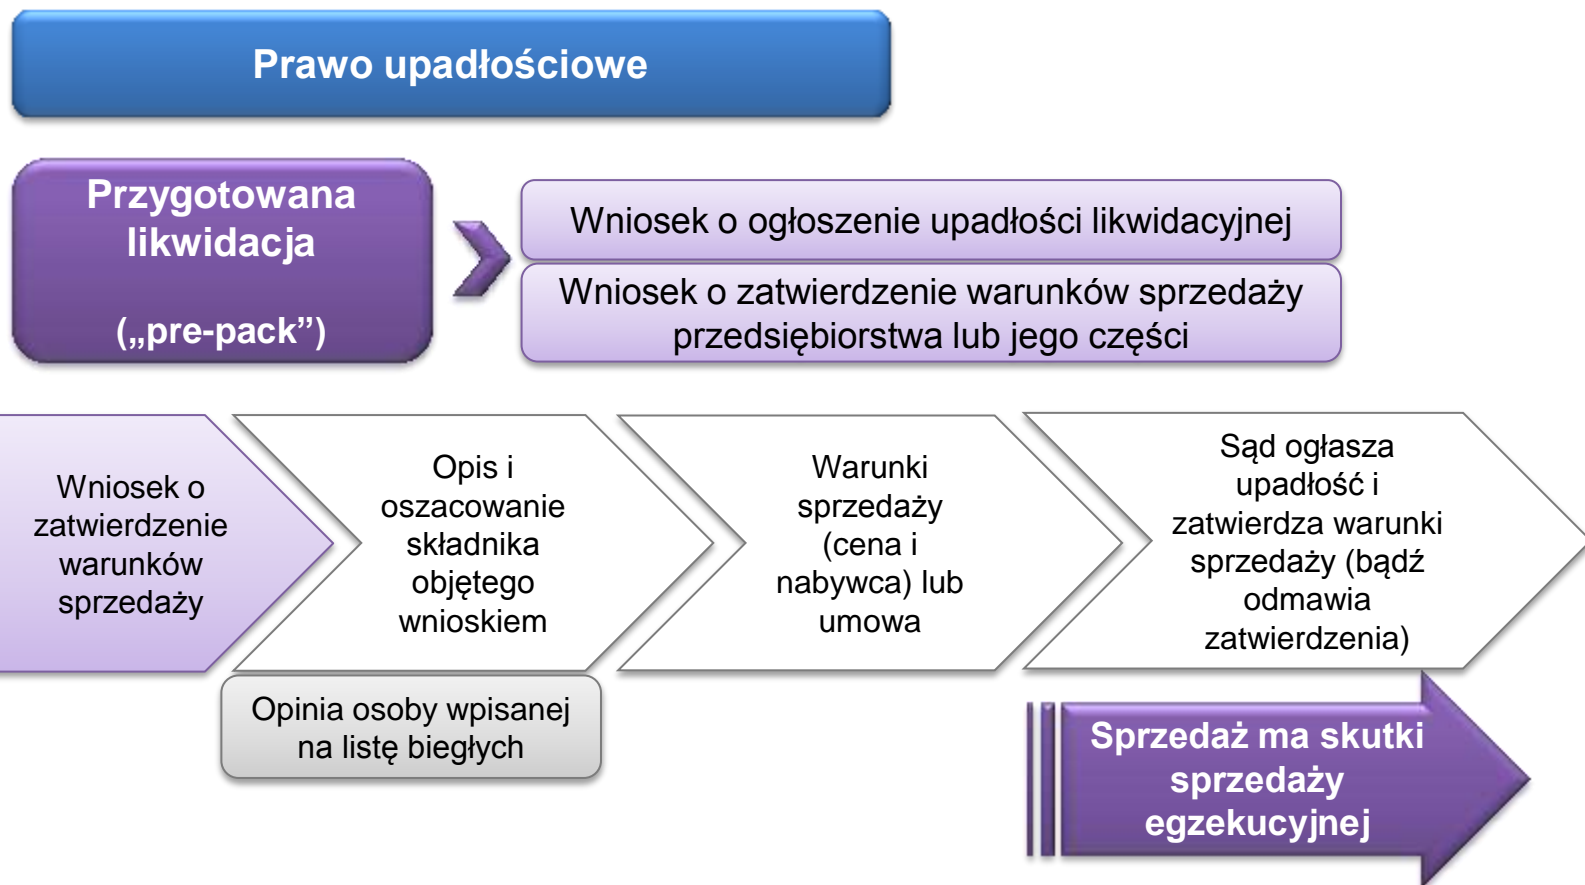 Prawo upadłościowe
Przygotowana
likwidacja
(„pre-pack”)
Wniosek o ogłoszenie upadłości likwidacyjnej
Wniosek o zatwierdzenie warunków sprzedaży
przedsiębiorstwa lub jego części
Wniosek o
zatwierdzenie
warunków
sprzedaży
Opis i
oszacowanie
składnika
objętego
wnioskiem
Opinia osoby wpisanej
na listę biegłych
Warunki
sprzedaży
(cena i
nabywca) lub
umowa
Sąd ogłasza
upadłość i
zatwierdza warunki
sprzedaży (bądź
odmawia
zatwierdzenia)
Sprzedaż ma skutki
sprzedaży
egzekucyjnej